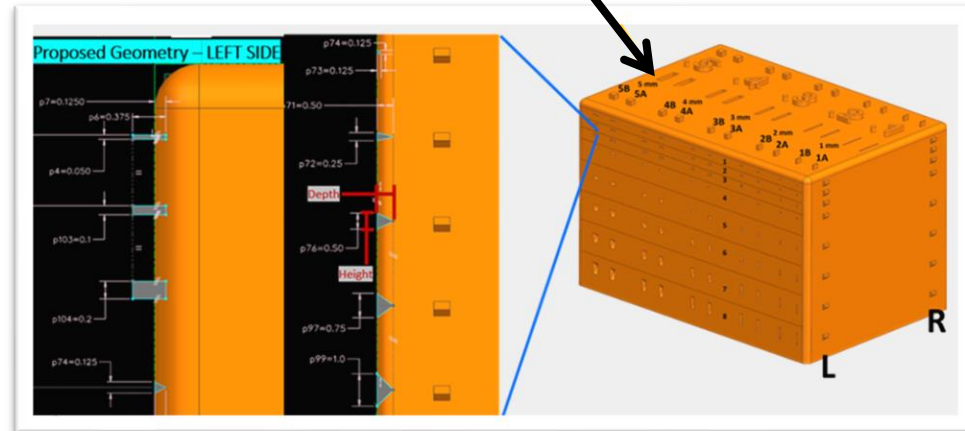 Proposed Geometry – LEFT SIDE
p7=0.1250
p6=0.375
p4=0.050
p103=0.1
p104=0.2
p74=0.125
p74=0.125
p73=0.125
71=0.50
p72=0.25
Depth
p76=0.50
Height
p97=0.75
p99=1.0
5 mm
5B
5A
4 mm
4B
4A
3 mm
3B
3A
2 mm
2B
2A
1 mm
1B
1A
1
2
3
4
5
6
7
8
L
R